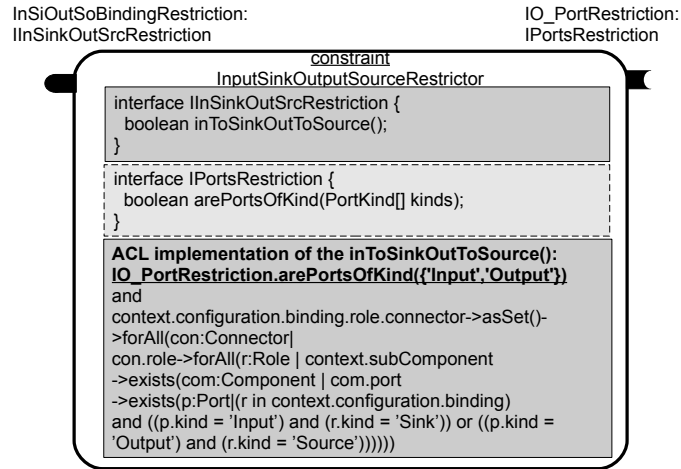 InSiOutSoBindingRestriction:
IInSinkOutSrcRestriction
IO_PortRestriction:
IPortsRestriction
constraint
InputSinkOutputSourceRestrictor
interface IInSinkOutSrcRestriction {
boolean inToSinkOutToSource();
}
interface IPortsRestriction {
boolean arePortsOfKind(PortKind[] kinds);
}
ACL implementation of the inToSinkOutToSource():
IO_PortRestriction.arePortsOfKind({'Input','Output'})
and
context.configuration.binding.role.connector->asSet()-
>forAll(con:Connector|
con.role->forAll(r:Role | context.subComponent
->exists(com:Component | com.port
->exists(p:Port|(r in context.configuration.binding)
and ((p.kind = 'Input') and (r.kind = 'Sink')) or ((p.kind =
'Output') and (r.kind = 'Source'))))))